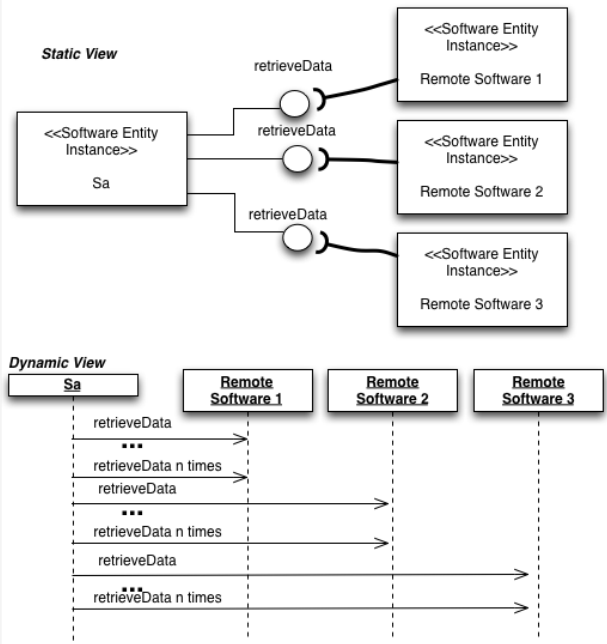 Static View
<<Software Entity
Instance>>
Remote Software 1
retrieveData
<<Software Entity
Instance>>
Sa
retrieveData
<<Software Entity
Instance>>
Remote Software 2
retrieveData
<<Software Entity
Instance>>
Remote Software 3
Dynamic View
Sa
Remote
Software 1
Remote
Software 2
Remote
Software 3
retrieveData
...
retrieveData n times
retrieveData
...
retrieveData n times
retrieveData
...
retrieveData n times